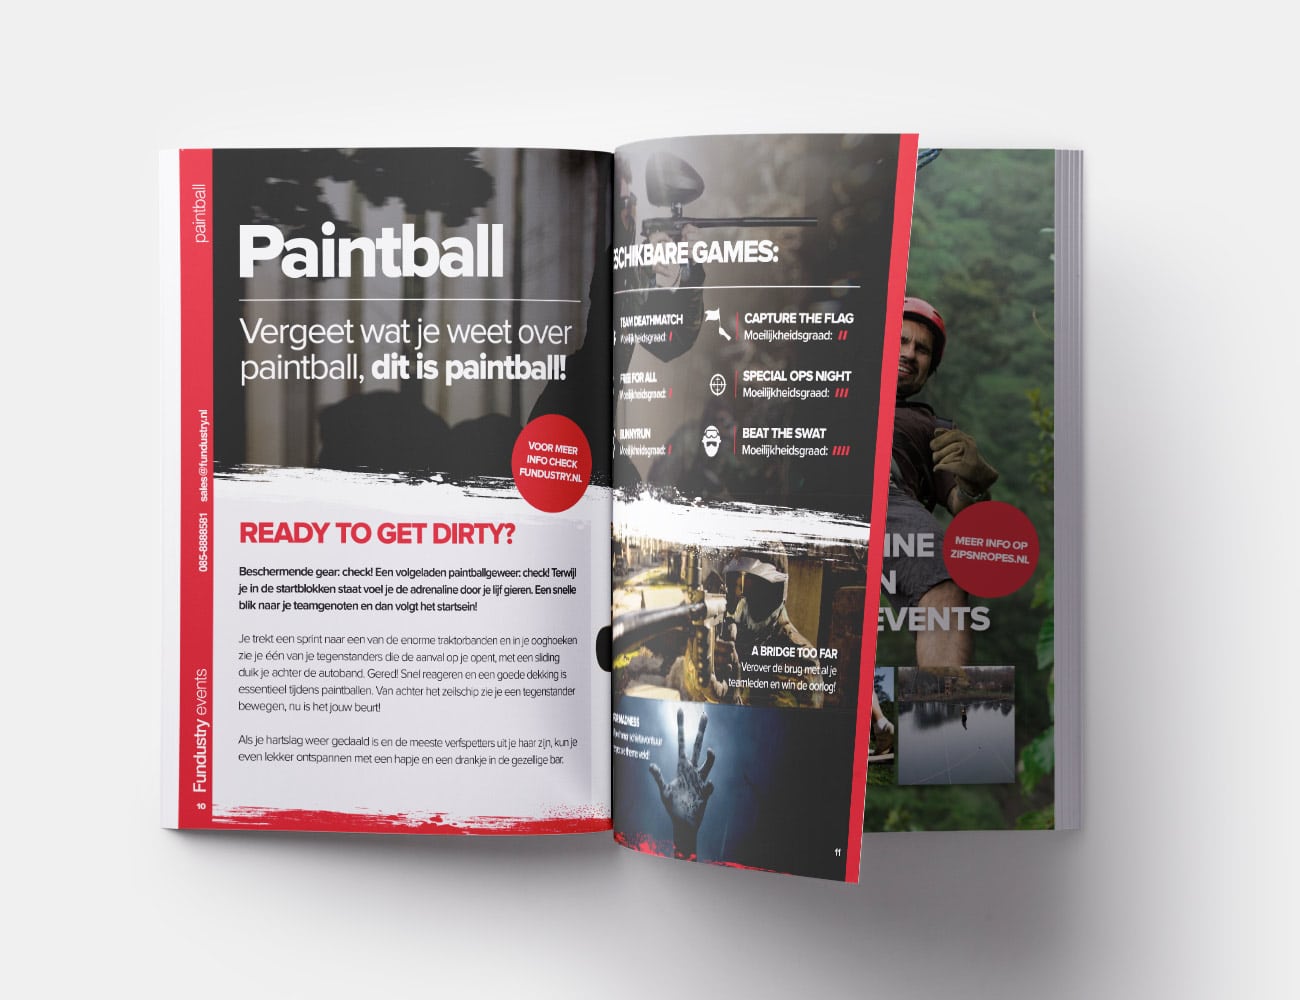 paintball
085-8888581 sales@fundustry.nl
Fundustry events
10
Paintball
Vergeet wat je weet over
paintball, dit is paintball!
VOOR MEER
INFO CHECK
FUNDUSTRY.NL
READY TO GET DIRTY?
Beschermende gear: check! Een volgeladen paintballgeweer: check! Terwijl
je in de startblokken staat voel je de adrenaline door je lijf gieren. Een snelle
blik naar je teamgenoten en dan volgt het startsein!
Je trekt een sprint naar een van de enorme traktorbanden en in je ooghoeken
zie je één van je tegenstanders die de aanval op je opent, met een sliding
duik je achter de autoband. Gered! Snel reageren en een goede dekking is
essentieel tijdens paintballen. Van achter het zeilschip zie je een tegenstander
bewegen, nu is het jouw beurt!
Als je hartslag weer gedaald is en de meeste verfspetters uit je haar zijn, kun je
even lekker ontspannen met een hapje en een drankje in de gezellige bar.
SCHIKBARE GAMES:
TEAM DEATHMATCH
Moeilijkheidsgraad: /
FREE FOR ALL
Moeilijkheidsgraad: /
BUNNYRUN
Moeilijkheidsgraad: /
CAPTURE THE FLAG
Moeilijkheidsgraad: //
SPECIAL OPS NIGHT
Moeilijkheidsgraad: ///
BEAT THE SWAT
Moeilijkheidsgraad: ////
A BRIDGE TOO FAR
Verover de brug met al je
teamleden en win de oorlog!
MADNESS
11
INE
N
EVENTS
MEER INFO OP
ZIPSNROPES.NL